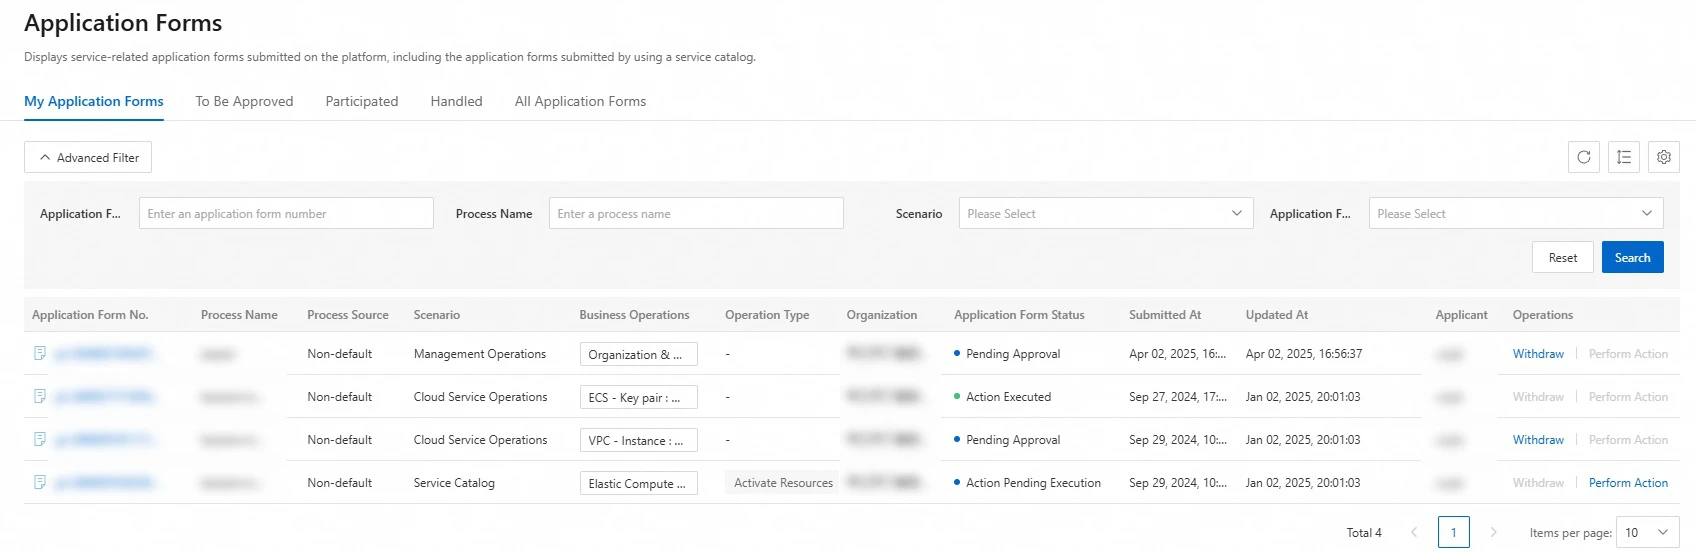 Application Forms
Displays service-related application forms submitted on the platform, including the application forms submitted by using a service catalog.
My Application Forms To Be Approved Participated Handled All Application Forms
Advanced Filter
Application F... Enter an application form number Process Name Enter a process name Scenario Please Select Application F... Please Select
Reset Search
Application Form No. Process Name Process Source Scenario Business Operations Operation Type Organization Application Form Status Submitted At Updated At Applicant Operations
Non-default Management Operations Organization & ... - Pending Approval Apr 02, 2025, 16:... Apr 02, 2025, 16:56:37 Withdraw Perform Action
Non-default Cloud Service Operations ECS - Key pair : ... - Action Executed Sep 27, 2024, 17:... Jan 02, 2025, 20:01:03 Withdraw Perform Action
Non-default Cloud Service Operations VPC - Instance : ... - Pending Approval Sep 29, 2024, 10:... Jan 02, 2025, 20:01:03 Withdraw Perform Action
Non-default Service Catalog Elastic Compute ... Activate Resources Action Pending Execution Sep 29, 2024, 10:... Jan 02, 2025, 20:01:03 Withdraw Perform Action
Total 4 1 Items per page: 10